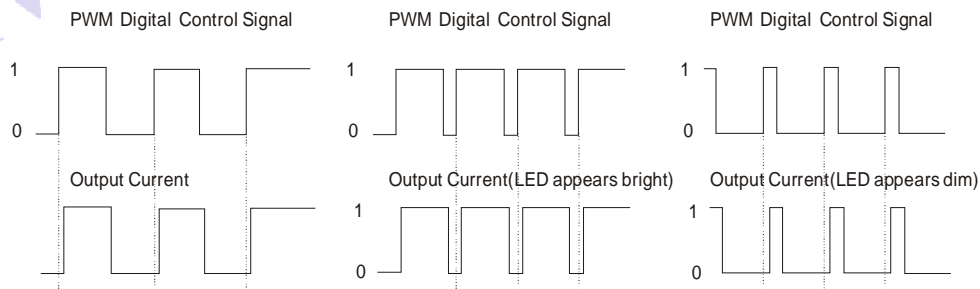 PWM Digital Control Signal PWM Digital Control Signal PWM Digital Control Signal
1 1 1
0 0 0
Output Current Output Current(LED appears bright) Output Current(LED appears dim)
1 1
0 0